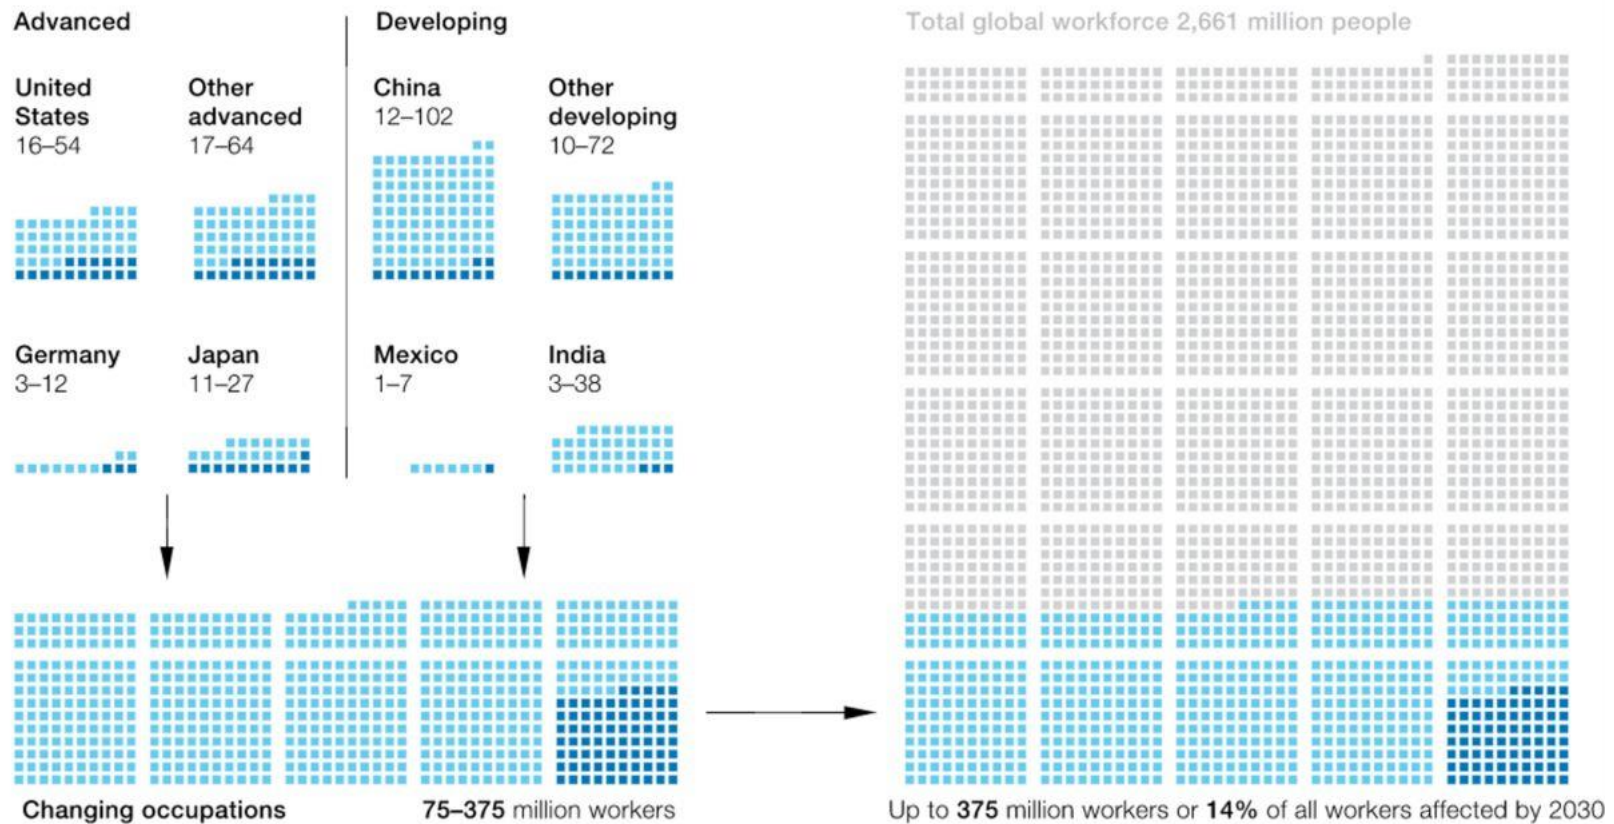 Advanced
Developing
Total global workforce 2,661 million people
United
States
16–54
Other
advanced
17–64
China
12–102
Other
developing
10–72
Germany
3–12
Japan
11–27
Mexico
1–7
India
3–38
Changing occupations
75–375 million workers
Up to 375 million workers or 14% of all workers affected by 2030